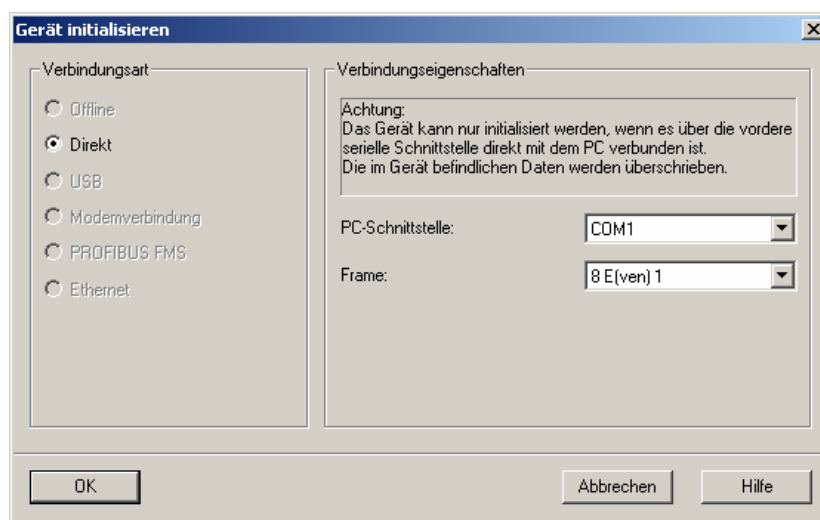 Gerät initialisieren
Verbindungsart
Offline
Direkt
USB
Modemverbindung
PROFIBUS FMS
Ethernet
Verbindungseigenschaften
Achtung:
Das Gerät kann nur initialisiert werden, wenn es über die vordere
serielle Schnittstelle direkt mit dem PC verbunden ist.
Die im Gerät befindlichen Daten werden überschrieben.
PC-Schnittstelle: COM1
Frame: 8 E(ven) 1
OK Abbrechen Hilfe